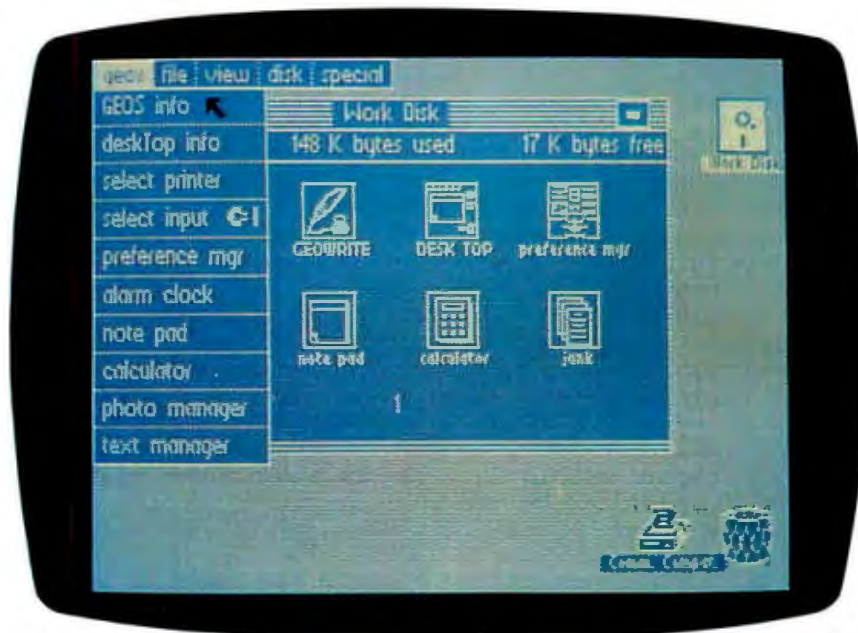 geos file view disk special
GEOS info
deskTop info
select printer
select input C= I
preference mgr
alarm clock
note pad
calculator
photo manager
text manager
Work Disk
148 K bytes used 17 K bytes free
GEOWRITE DESK TOP preference mgr
note pad calculator junk
1
Work Disk